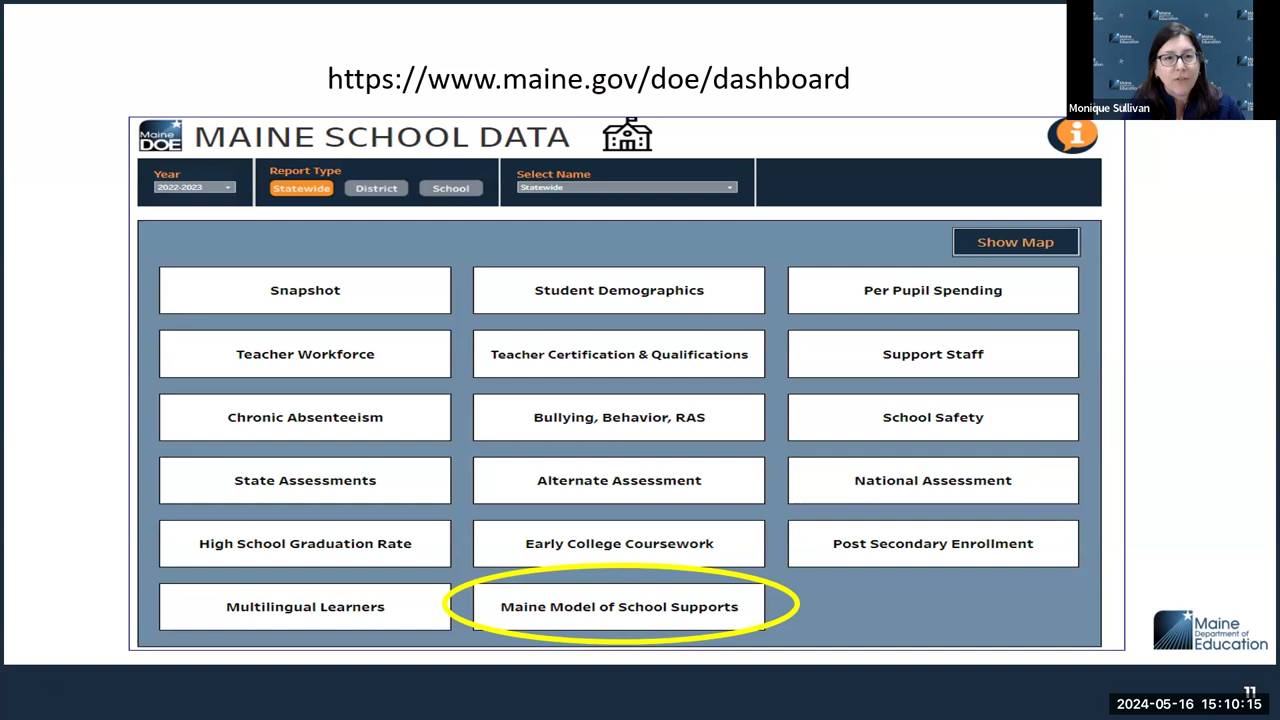 https://www.maine.gov/doe/dashboard
Maine
Department of
Education
Monique Sullivan
Maine
DOE
MAINE SCHOOL DATA
i
Year
2022-2023
Report Type
Statewide District School
Select Name
Statewide
Show Map
Snapshot
Student Demographics
Per Pupil Spending
Teacher Workforce
Teacher Certification & Qualifications
Support Staff
Chronic Absenteeism
Bullying, Behavior, RAS
School Safety
State Assessments
Alternate Assessment
National Assessment
High School Graduation Rate
Early College Coursework
Post Secondary Enrollment
Multilingual Learners
Maine Model of School Supports
Maine
Department of
Education
11
2024-05-16 15:10:15